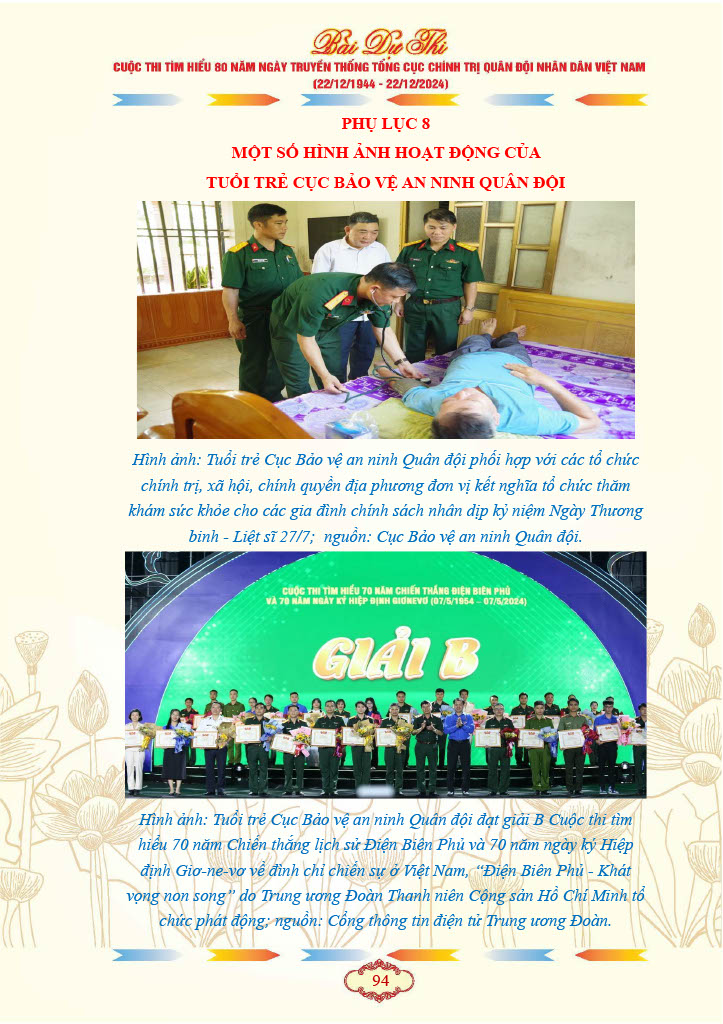 Bài Dự Thi
CUỘC THI TÌM HIỂU 80 NĂM NGÀY TRUYỀN THỐNG TỔNG CỤC CHÍNH TRỊ QUÂN ĐỘI NHÂN DÂN VIỆT NAM
(22/12/1944 - 22/12/2024)
PHỤ LỤC 8
MỘT SỐ HÌNH ẢNH HOẠT ĐỘNG CỦA
TUỔI TRẺ CỤC BẢO VỆ AN NINH QUÂN ĐỘI
Hình ảnh: Tuổi trẻ Cục Bảo vệ an ninh Quân đội phối hợp với các tổ chức
chính trị, xã hội, chính quyền địa phương đơn vị kết nghĩa tổ chức thăm
khám sức khỏe cho các gia đình chính sách nhân dịp kỷ niệm Ngày Thương
binh - Liệt sĩ 27/7; nguồn: Cục Bảo vệ an ninh Quân đội.
CUỘC THI TÌM HIỂU 70 NĂM CHIẾN THẮNG ĐIỆN BIÊN PHỦ
VÀ 70 NĂM NGÀY KÝ HIỆP ĐỊNH GIƠNEVƠ (07/5/1954 - 07/5/2024)
GIẢI B
Hình ảnh: Tuổi trẻ Cục Bảo vệ an ninh Quân đội đạt giải B Cuộc thi tìm
hiểu 70 năm Chiến thắng lịch sử Điện Biên Phủ và 70 năm ngày ký Hiệp
định Giơ-ne-vơ về đình chỉ chiến sự ở Việt Nam, “Điện Biên Phủ - Khát
vọng non song” do Trung ương Đoàn Thanh niên Cộng sản Hồ Chí Minh tổ
chức phát động; nguồn: Cổng thông tin điện tử Trung ương Đoàn.
94